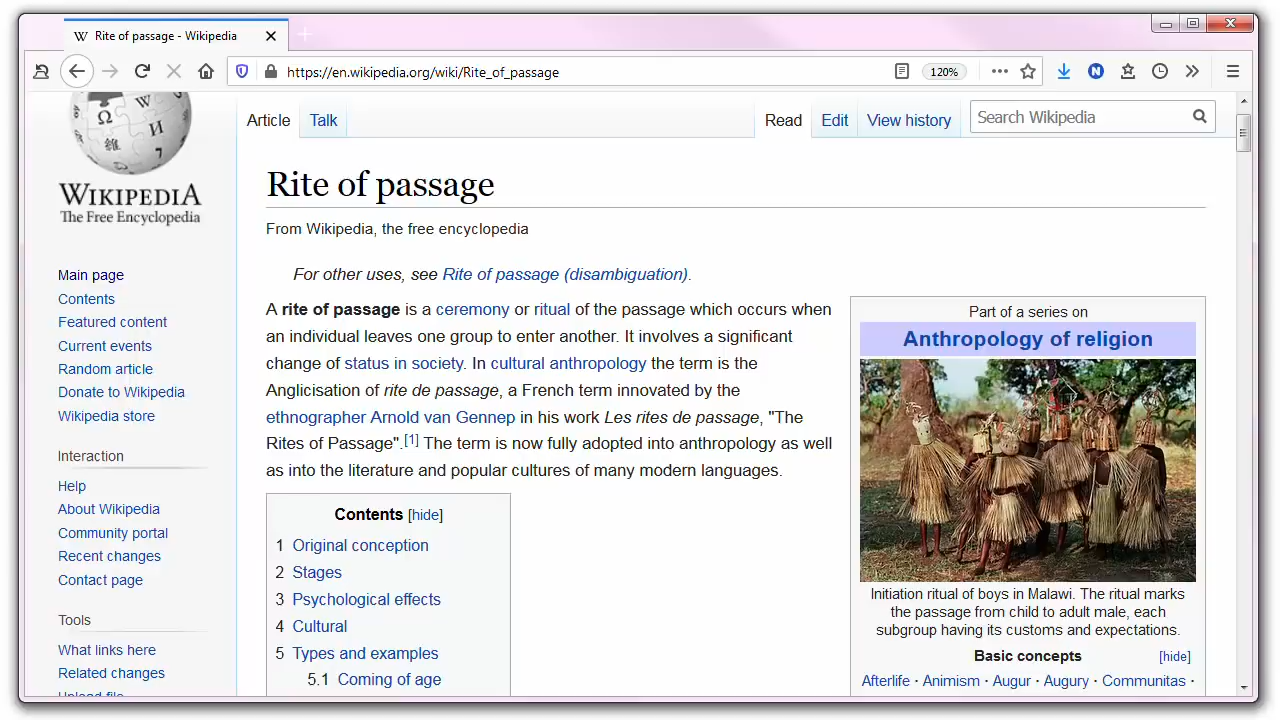 Rite of passage - Wikipedia
https://en.wikipedia.org/wiki/Rite_of_passage
120%
WIKIPEDIA
The Free Encyclopedia
Main page
Contents
Featured content
Current events
Random article
Donate to Wikipedia
Wikipedia store
Interaction
Help
About Wikipedia
Community portal
Recent changes
Contact page
Tools
What links here
Related changes
Upload file
Article Talk Read Edit View history Search Wikipedia
Rite of passage
From Wikipedia, the free encyclopedia
For other uses, see Rite of passage (disambiguation).
A rite of passage is a ceremony or ritual of the passage which occurs when
an individual leaves one group to enter another. It involves a significant
change of status in society. In cultural anthropology the term is the
Anglicisation of rite de passage, a French term innovated by the
ethnographer Arnold van Gennep in his work Les rites de passage, "The
Rites of Passage".[1] The term is now fully adopted into anthropology as well
as into the literature and popular cultures of many modern languages.
Contents [hide]
1 Original conception
2 Stages
3 Psychological effects
4 Cultural
5 Types and examples
5.1 Coming of age
Part of a series on
Anthropology of religion
Initiation ritual of boys in Malawi. The ritual marks
the passage from child to adult male, each
subgroup having its customs and expectations.
Basic concepts [hide]
Afterlife · Animism · Augur · Augury · Communitas ·